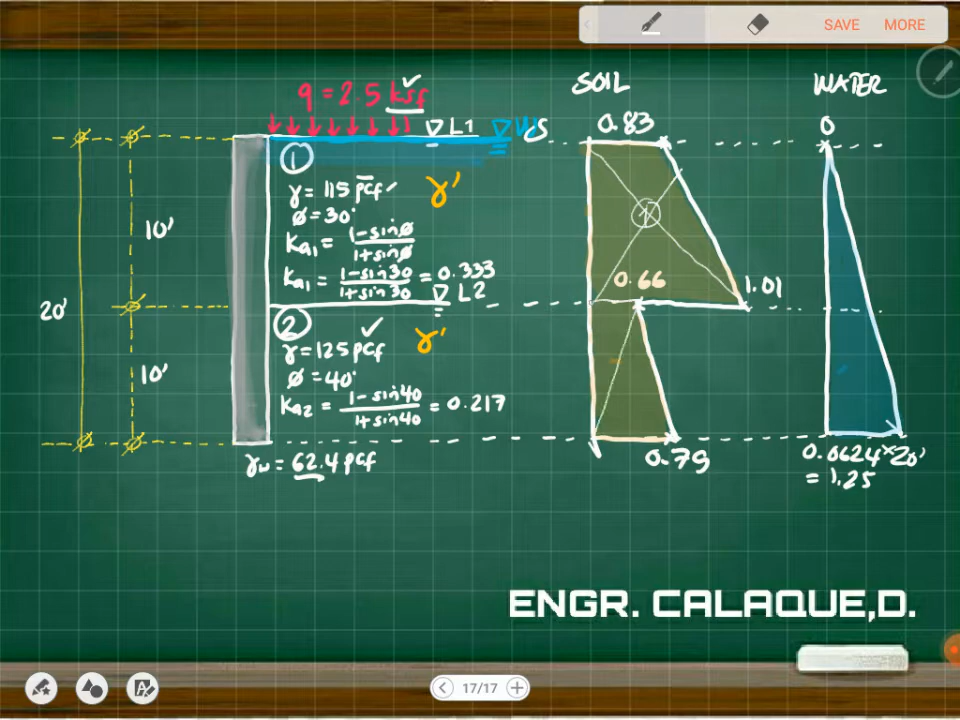 SAVE MORE
q = 2.5 ksf
L1
WS
1
γ = 115 pcf
γ'
ø = 30°
Ka1 = 1-sinø / 1+sinø
Ka1 = 1-sin30 / 1+sin30 = 0.333
L2
2
γ = 125 pcf
γ'
ø = 40°
Ka2 = 1-sin40 / 1+sin40 = 0.217
γw = 62.4 pcf
10'
20'
10'
SOIL
0.83
1
0.66
1.01
0.79
WATER
0
0.0624 × 20'
= 1.25
ENGR. CALAQUE,D.
17/17